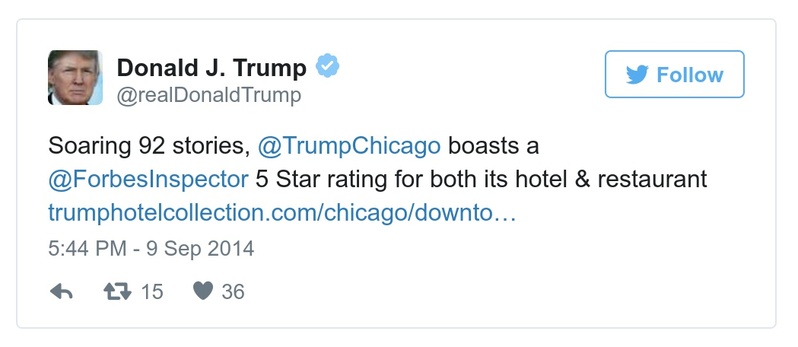 Donald J. Trump
@realDonaldTrump
Follow
Soaring 92 stories, @TrumpChicago boasts a
@ForbesInspector 5 Star rating for both its hotel & restaurant
trumphotelcollection.com/chicago/downto…
5:44 PM - 9 Sep 2014
15 36